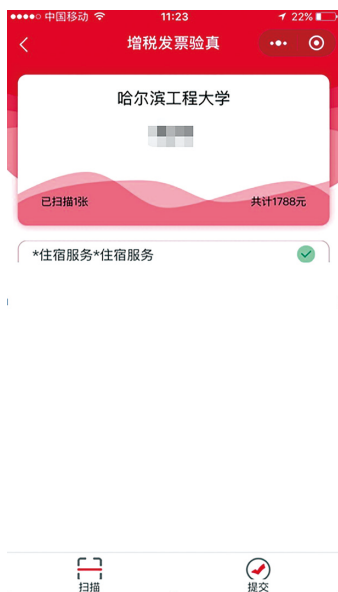 中国移动 11:23 22%
增税发票验真
哈尔滨工程大学
已扫描1张 共计1788元
*住宿服务*住宿服务
扫描 提交